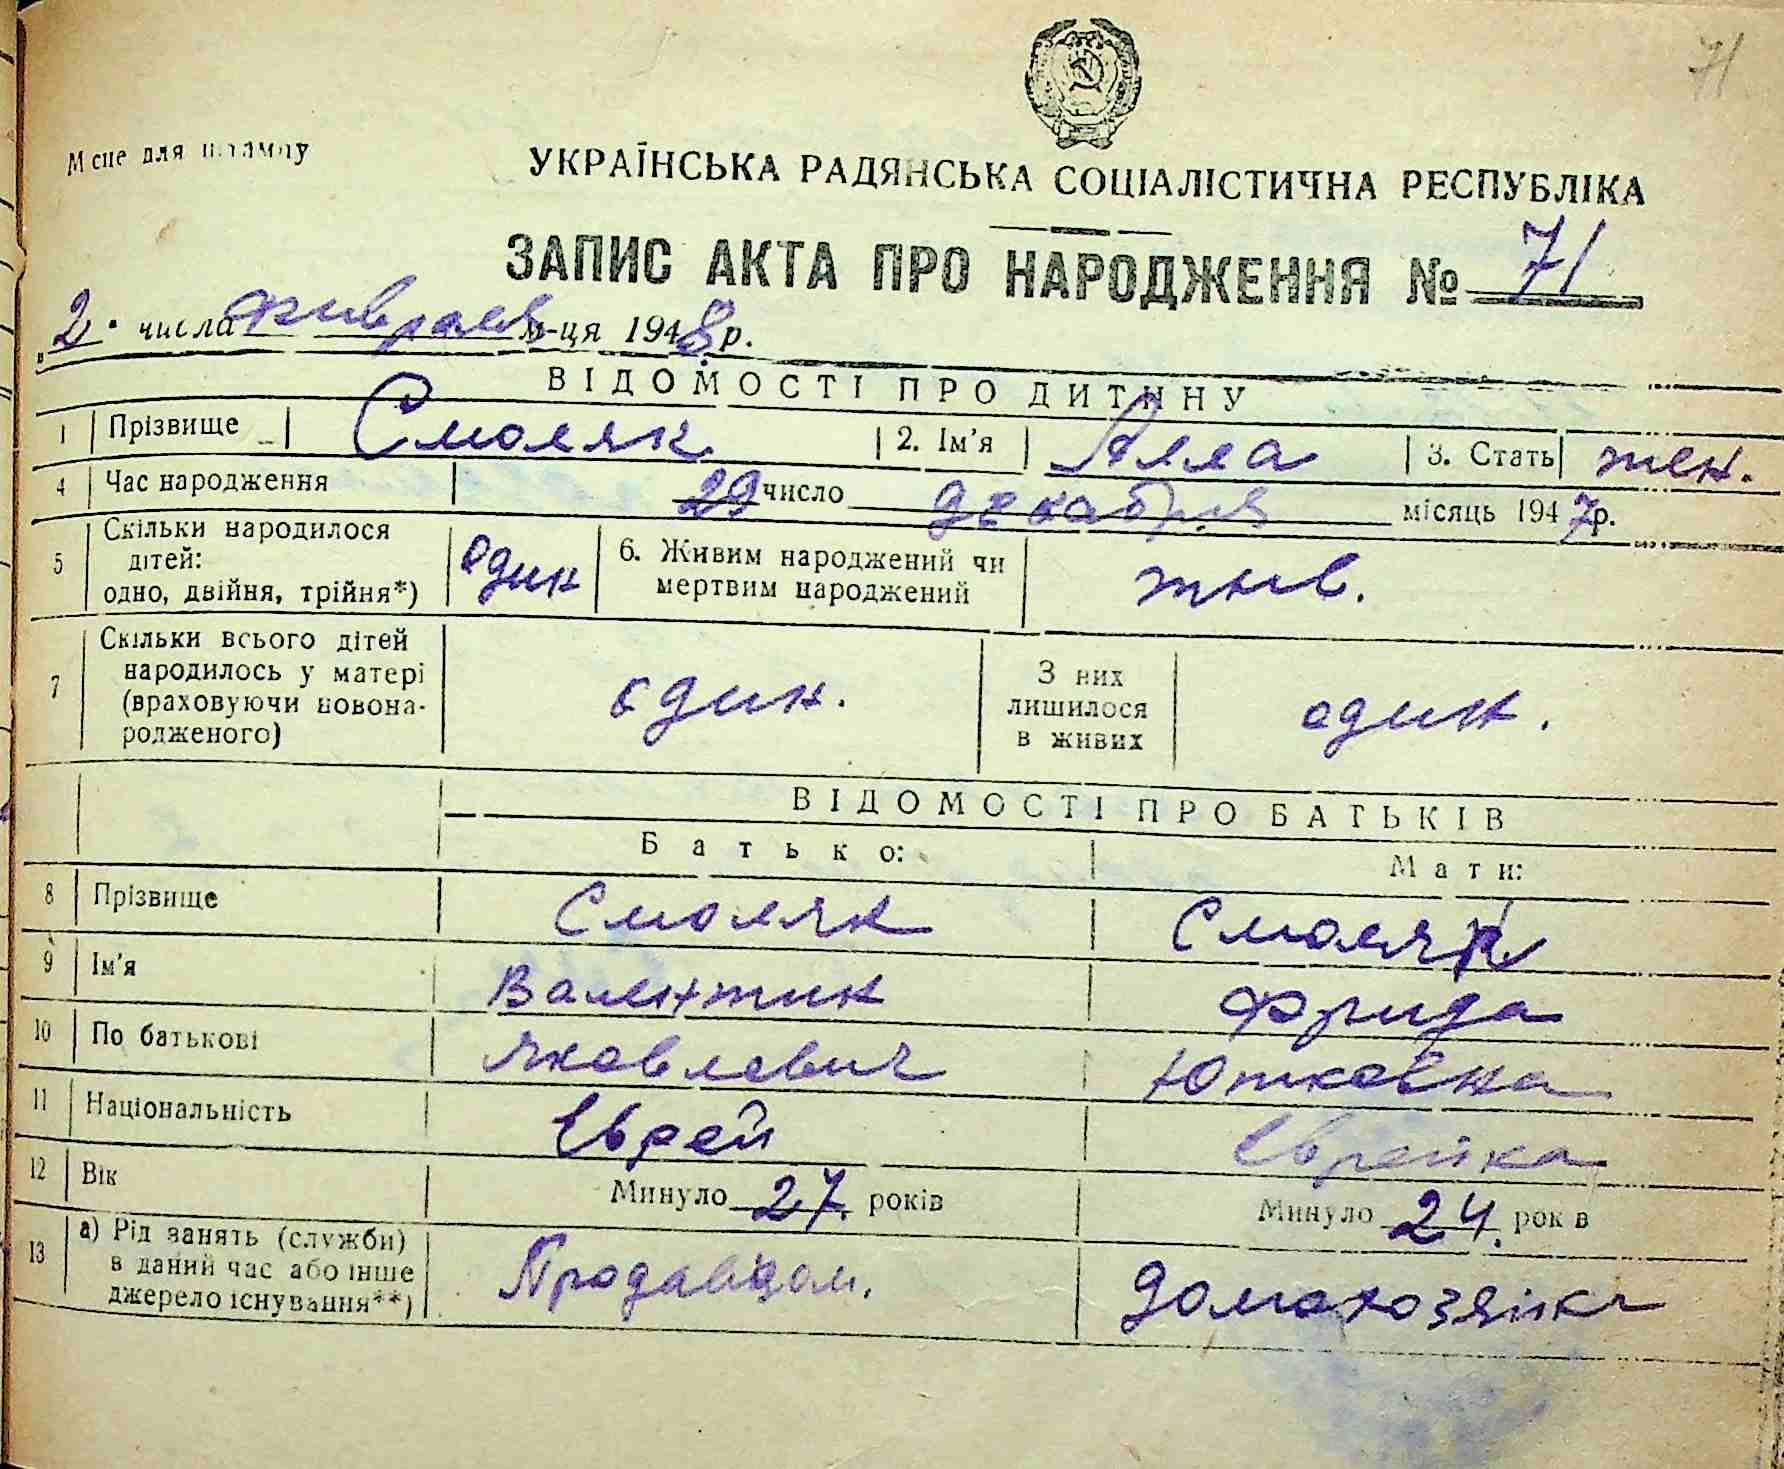 71
Місце для штампу
УКРАЇНСЬКА РАДЯНСЬКА СОЦІАЛІСТИЧНА РЕСПУБЛІКА
ЗАПИС АКТА ПРО НАРОДЖЕННЯ № 71
„2" числа февраля м-ця 1948 р.
ВІДОМОСТІ ПРО ДИТИНУ
1 Прізвище Смоляк 2. Ім'я Алла 3. Стать жен.
4 Час народження 29 число декабря місяць 1947 р.
5 Скільки народилося дітей: одно, двійня, трійня*) один 6. Живим народжений чи мертвим народжений жив.
7 Скільки всього дітей народилось у матері (враховуючи новонародженого) один. З них лишилося в живих один.
ВІДОМОСТІ ПРО БАТЬКІВ
Батько: Мати:
8 Прізвище Смоляк Смоляк
9 Ім'я Валентин Фрида
10 По батькові Яковлевич Ютковна
11 Національність Еврей Еврейка
12 Вік Минуло 27. років Минуло 24. років
13 а) Рід занять (служби) в даний час або інше джерело існування**) Продавцом. домохозяйка